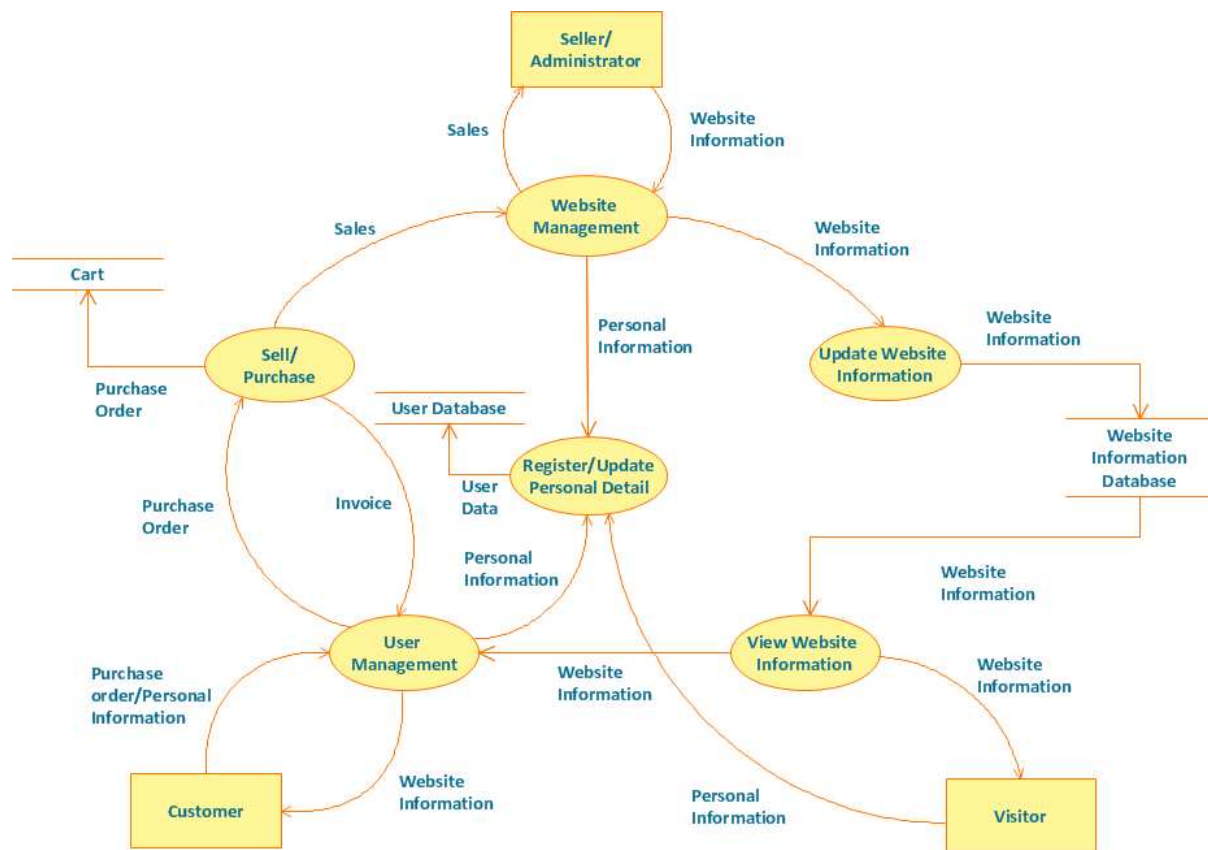 Seller/
Administrator
Sales
Website
Information
Website
Management
Sales
Website
Information
Cart
Personal
Information
Website
Information
Sell/
Purchase
Update Website
Information
Purchase
Order
User Database
Website
Information
Database
Register/Update
Personal Detail
User
Data
Purchase
Order
Invoice
Personal
Information
Website
Information
User
Management
View Website
Information
Website
Information
Website
Information
Purchase
order/Personal
Information
Website
Information
Personal
Information
Customer
Visitor